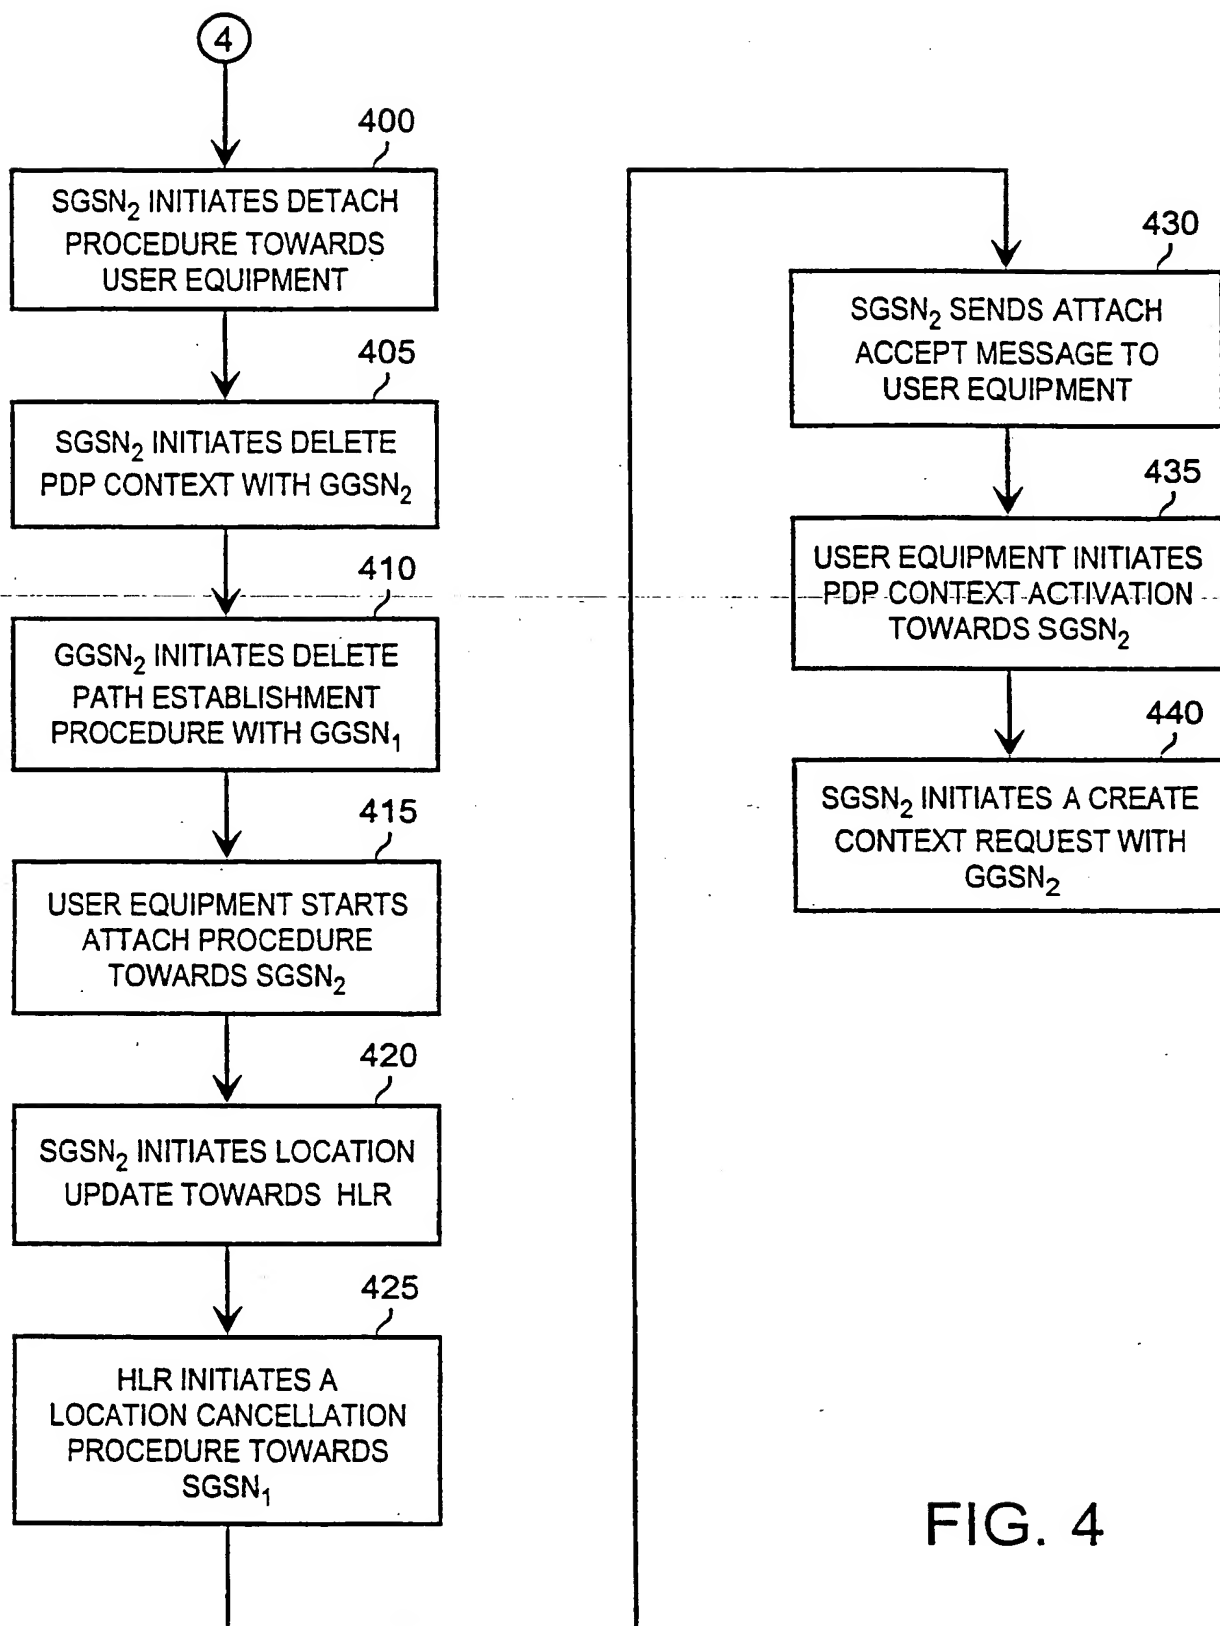 4
400
SGSN₂ INITIATES DETACH
PROCEDURE TOWARDS
USER EQUIPMENT
405
SGSN₂ INITIATES DELETE
PDP CONTEXT WITH GGSN₂
410
GGSN₂ INITIATES DELETE
PATH ESTABLISHMENT
PROCEDURE WITH GGSN₁
415
USER EQUIPMENT STARTS
ATTACH PROCEDURE
TOWARDS SGSN₂
420
SGSN₂ INITIATES LOCATION
UPDATE TOWARDS HLR
425
HLR INITIATES A
LOCATION CANCELLATION
PROCEDURE TOWARDS
SGSN₁
430
SGSN₂ SENDS ATTACH
ACCEPT MESSAGE TO
USER EQUIPMENT
435
USER EQUIPMENT INITIATES
PDP CONTEXT ACTIVATION
TOWARDS SGSN₂
440
SGSN₂ INITIATES A CREATE
CONTEXT REQUEST WITH
GGSN₂
FIG. 4